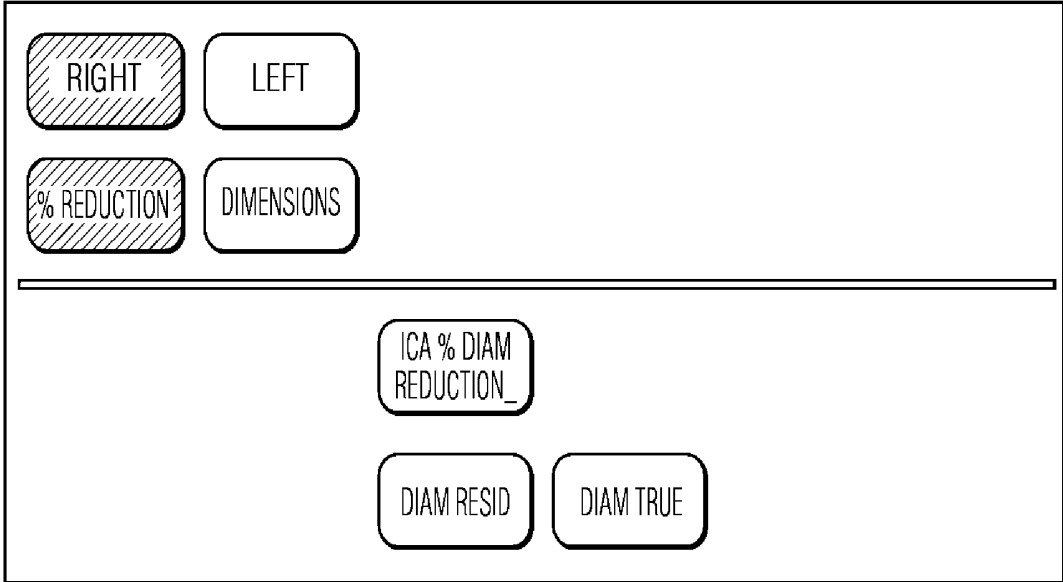 RIGHT LEFT
% REDUCTION DIMENSIONS
ICA % DIAM
REDUCTION_
DIAM RESID DIAM TRUE